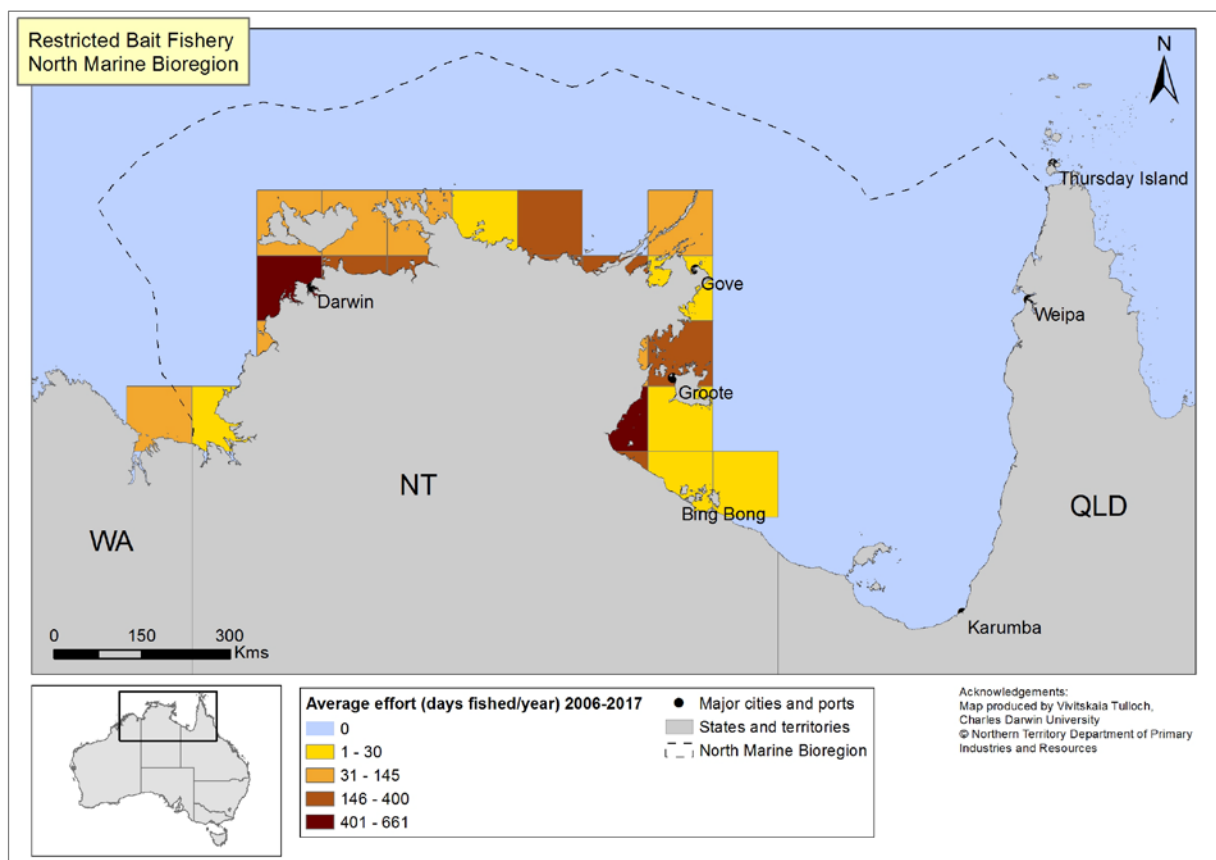 Restricted Bait Fishery
North Marine Bioregion
N
Thursday Island
Darwin
Gove
Weipa
Groote
NT
Bing Bong
QLD
WA
Karumba
0 150 300
Kms
Average effort (days fished/year) 2006-2017
0
1 - 30
31 - 145
146 - 400
401 - 661
Major cities and ports
States and territories
North Marine Bioregion
Acknowledgements:
Map produced by Vivitskaia Tulloch,
Charles Darwin University
© Northern Territory Department of Primary
Industries and Resources